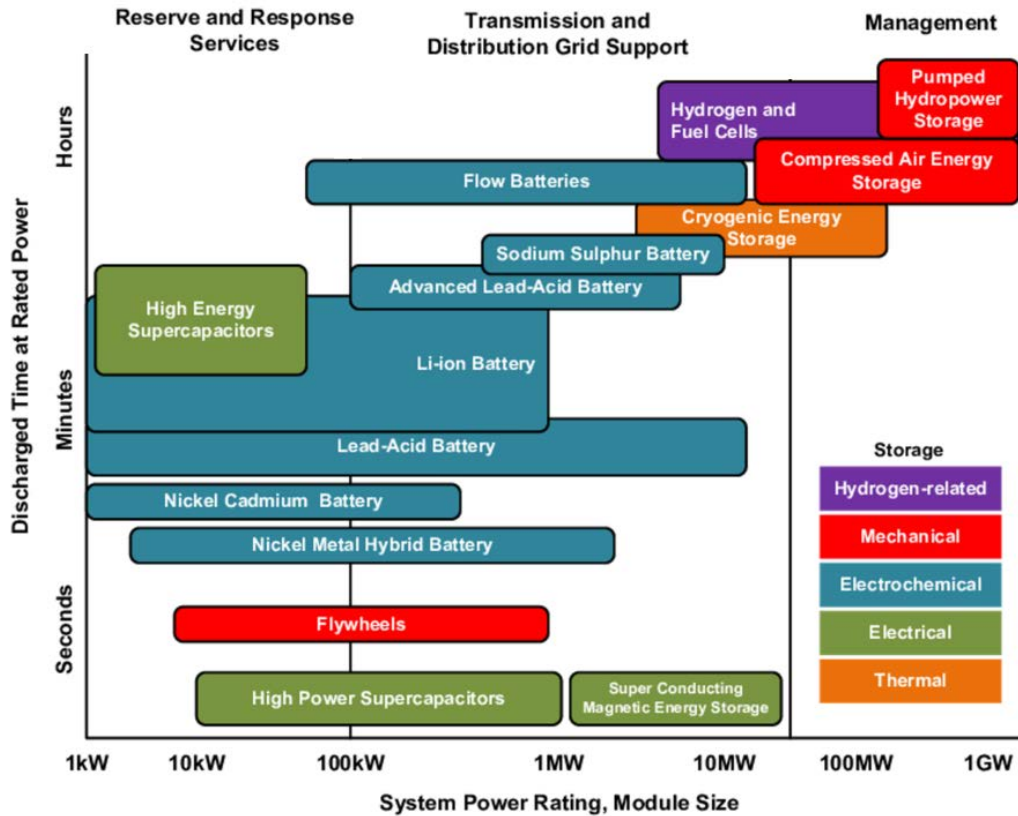 Reserve and Response
Services
Transmission and
Distribution Grid Support
Management
Discharged Time at Rated Power
Hours
Minutes
Seconds
Pumped
Hydropower
Storage
Hydrogen and
Fuel Cells
Compressed Air Energy
Storage
Flow Batteries
Cryogenic Energy
Storage
Sodium Sulphur Battery
Advanced Lead-Acid Battery
High Energy
Supercapacitors
Li-ion Battery
Lead-Acid Battery
Nickel Cadmium Battery
Nickel Metal Hybrid Battery
Flywheels
High Power Supercapacitors
Super Conducting
Magnetic Energy Storage
Storage
Hydrogen-related
Mechanical
Electrochemical
Electrical
Thermal
1kW 10kW 100kW 1MW 10MW 100MW 1GW
System Power Rating, Module Size